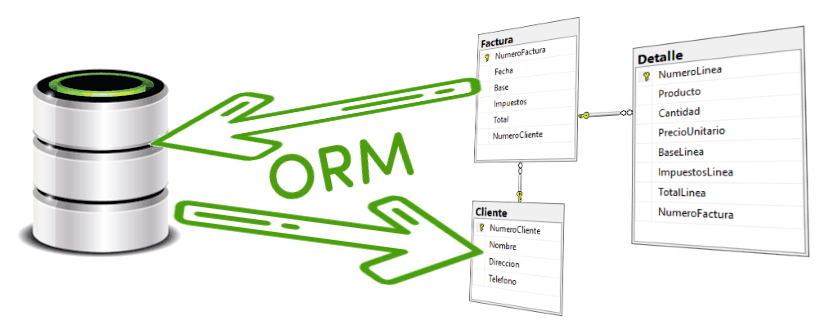 Factura
NumeroFactura
Fecha
Base
Impuestos
Total
NumeroCliente
Detalle
NumeroLinea
Producto
Cantidad
PrecioUnitario
BaseLinea
ImpuestosLinea
TotalLinea
NumeroFactura
ORM
Cliente
NumeroCliente
Nombre
Direccion
Telefono